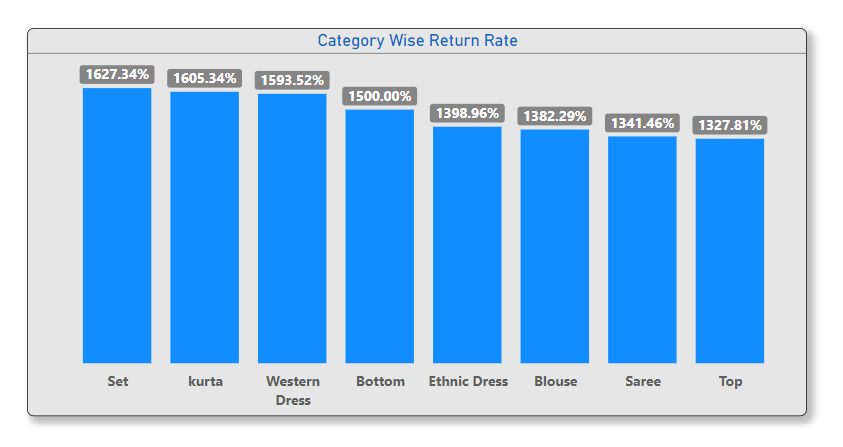 Category Wise Return Rate
1627.34%
1605.34%
1593.52%
1500.00%
1398.96%
1382.29%
1341.46%
1327.81%
Set
kurta
Western
Dress
Bottom
Ethnic Dress
Blouse
Saree
Top